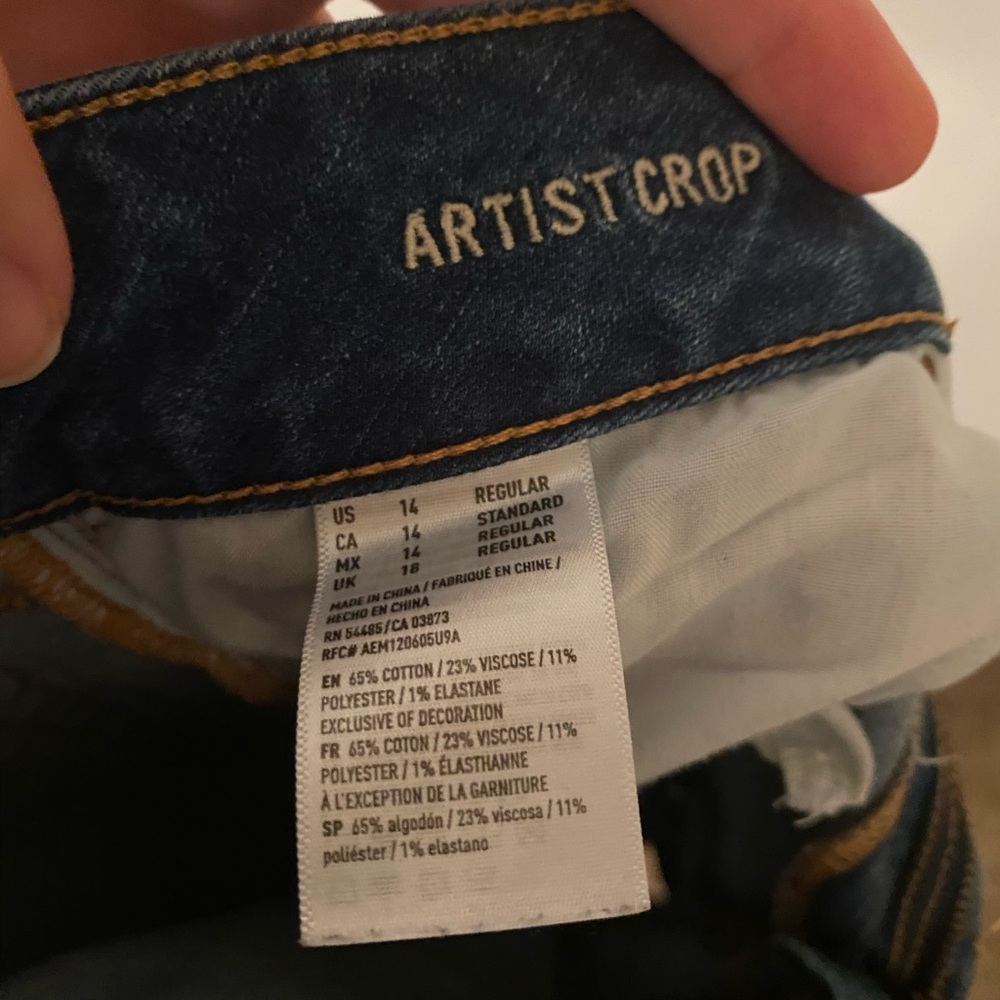 ARTIST CROP
US 14 REGULAR
CA 14 STANDARD
MX 14 REGULAR
UK 18 REGULAR
MADE IN CHINA / FABRIQUÉ EN CHINE /
HECHO EN CHINA
RN 54485/CA 03873
RFC# AEM120605U9A
EN 65% COTTON / 23% VISCOSE / 11%
POLYESTER / 1% ELASTANE
EXCLUSIVE OF DECORATION
FR 65% COTON / 23% VISCOSE / 11%
POLYESTER / 1% ÉLASTHANNE
À L'EXCEPTION DE LA GARNITURE
SP 65% algodón / 23% viscosa / 11%
poliéster / 1% elastano